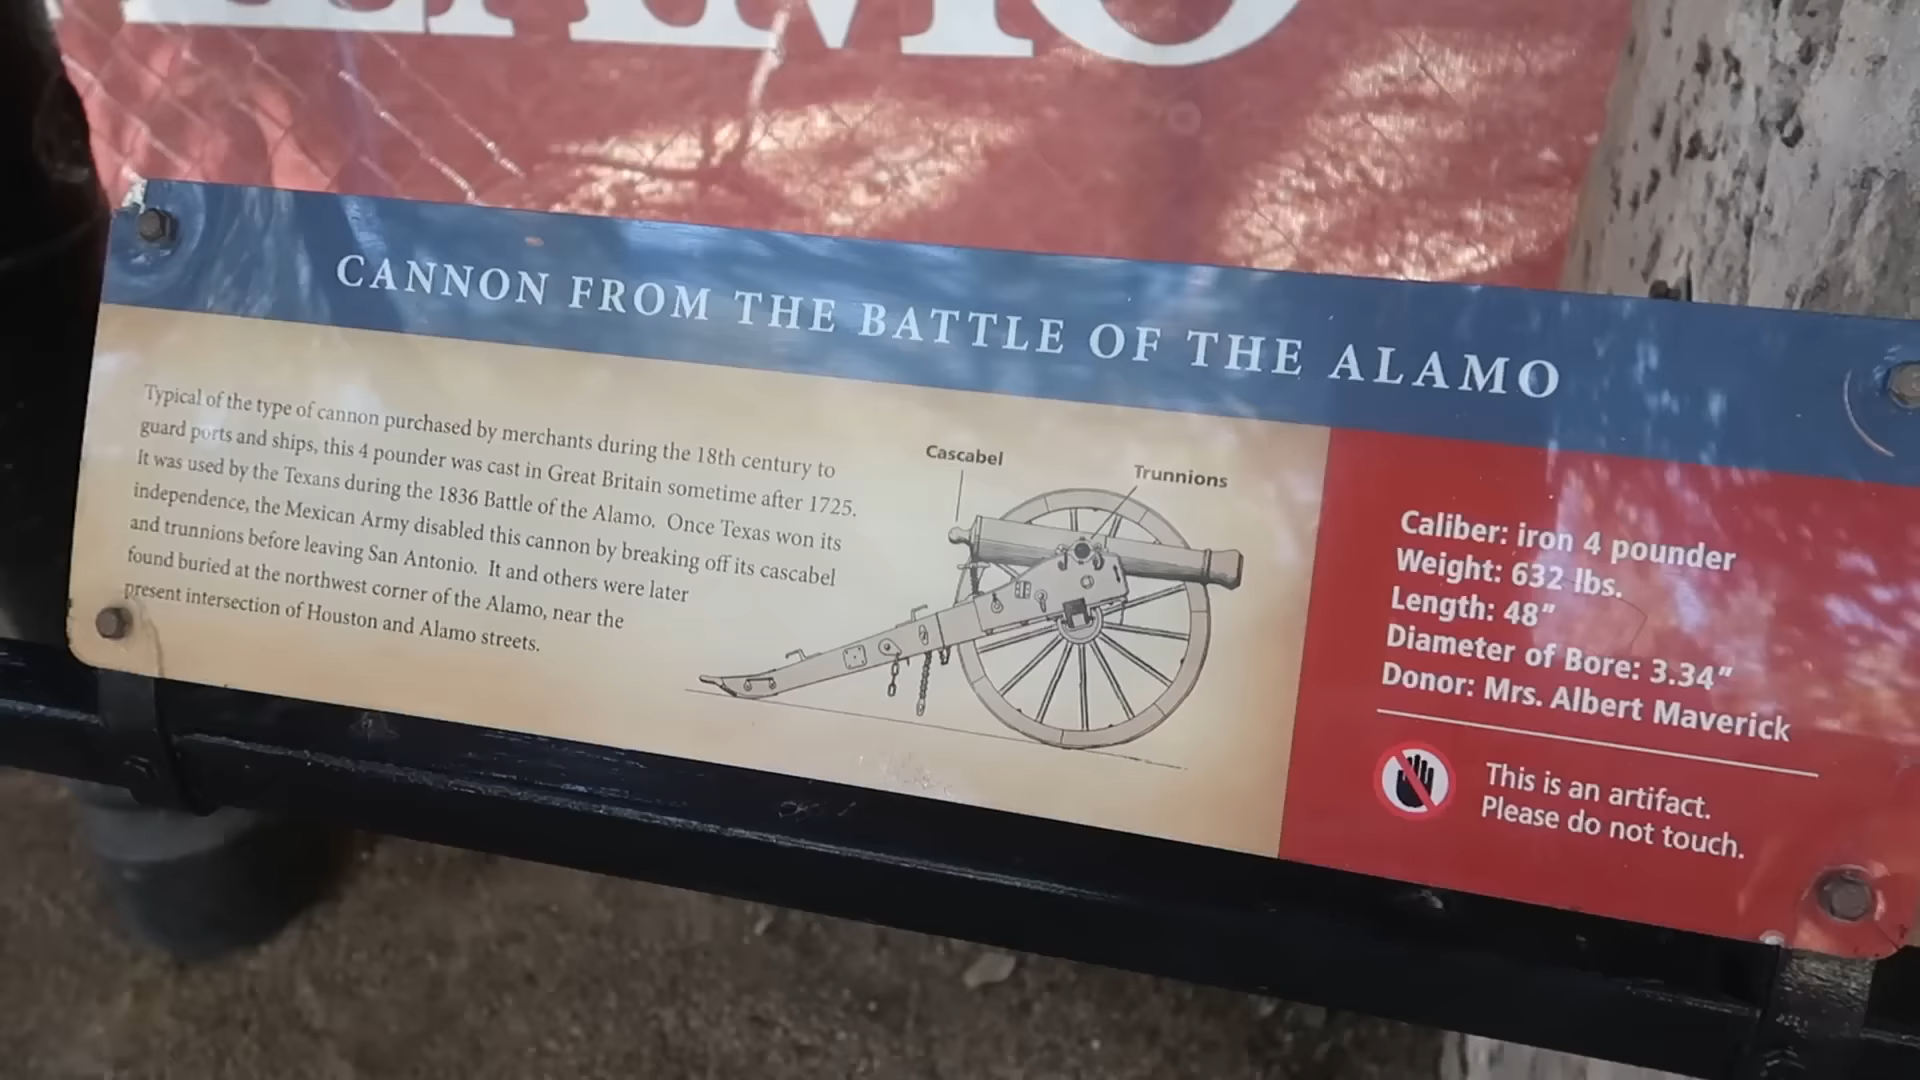 ALAMO
CANNON FROM THE BATTLE OF THE ALAMO
Typical of the type of cannon purchased by merchants during the 18th century to
guard ports and ships, this 4 pounder was cast in Great Britain sometime after 1725.
It was used by the Texans during the 1836 Battle of the Alamo. Once Texas won its
independence, the Mexican Army disabled this cannon by breaking off its cascabel
and trunnions before leaving San Antonio. It and others were later
found buried at the northwest corner of the Alamo, near the
present intersection of Houston and Alamo streets.
Cascabel
Trunnions
Caliber: iron 4 pounder
Weight: 632 lbs.
Length: 48”
Diameter of Bore: 3.34”
Donor: Mrs. Albert Maverick
This is an artifact.
Please do not touch.